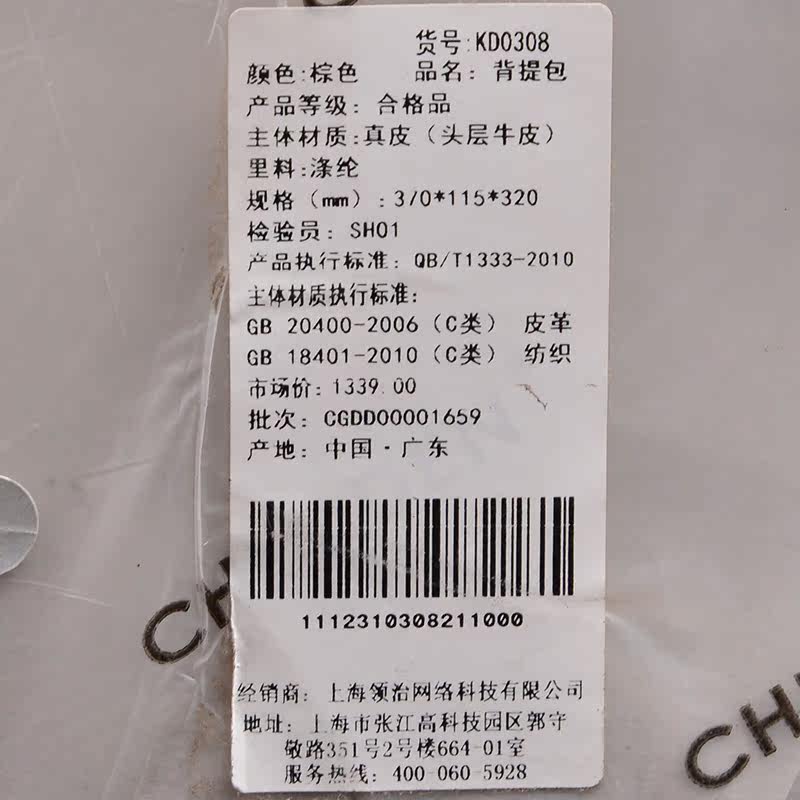 货号:KD0308
颜色:棕色 品名: 背提包
产品等级: 合格品
主体材质:真皮（头层牛皮）
里料:涤纶
规格（mm）:3/0*115*320
检验员: SH01
产品执行标准: QB/T1333-2010
主体材质执行标准:
GB 20400-2006（C类） 皮革
GB 18401-2010（C类） 纺织
市场价: 1339.00
批次: CGDD00001659
产地: 中国·广东
1112310308211000
经销商: 上海领冶网络科技有限公司
地址: 上海市张江高科技园区郭守
敬路351号2号楼664-01室
服务热线: 400-060-5928
CH
CH
CH